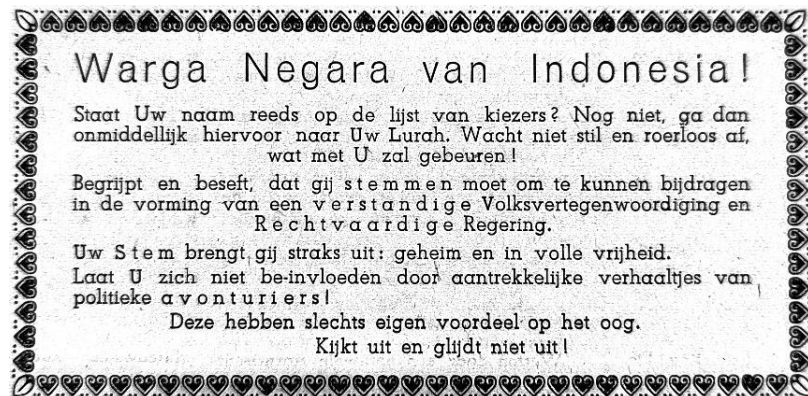 Warga Negara van Indonesia!
Staat Uw naam reeds op de lijst van kiezers? Nog niet, ga dan
onmiddellijk hiervoor naar Uw Lurah. Wacht niet stil en roerloos af,
wat met U zal gebeuren!
Begrijpt en beseft, dat gij stemmen moet om te kunnen bijdragen
in de vorming van een verstandige Volksvertegenwoordiging en
Rechtvaardige Regering.
Uw Stem brengt gij straks uit: geheim en in volle vrijheid.
Laat U zich niet be-invloeden door aantrekkelijke verhaaltjes van
politieke avonturiers!
Deze hebben slechts eigen voordeel op het oog.
Kijkt uit en glijdt niet uit!